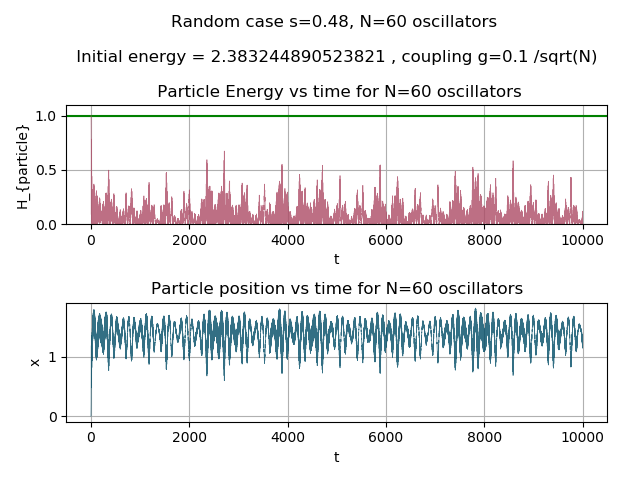 Random case s=0.48, N=60 oscillators
Initial energy = 2.383244890523821 , coupling g=0.1 /sqrt(N)
Particle Energy vs time for N=60 oscillators
1.0
0.5
0.0
H_{particle}
0 2000 4000 6000 8000 10000
t
Particle position vs time for N=60 oscillators
1
0
x
0 2000 4000 6000 8000 10000
t